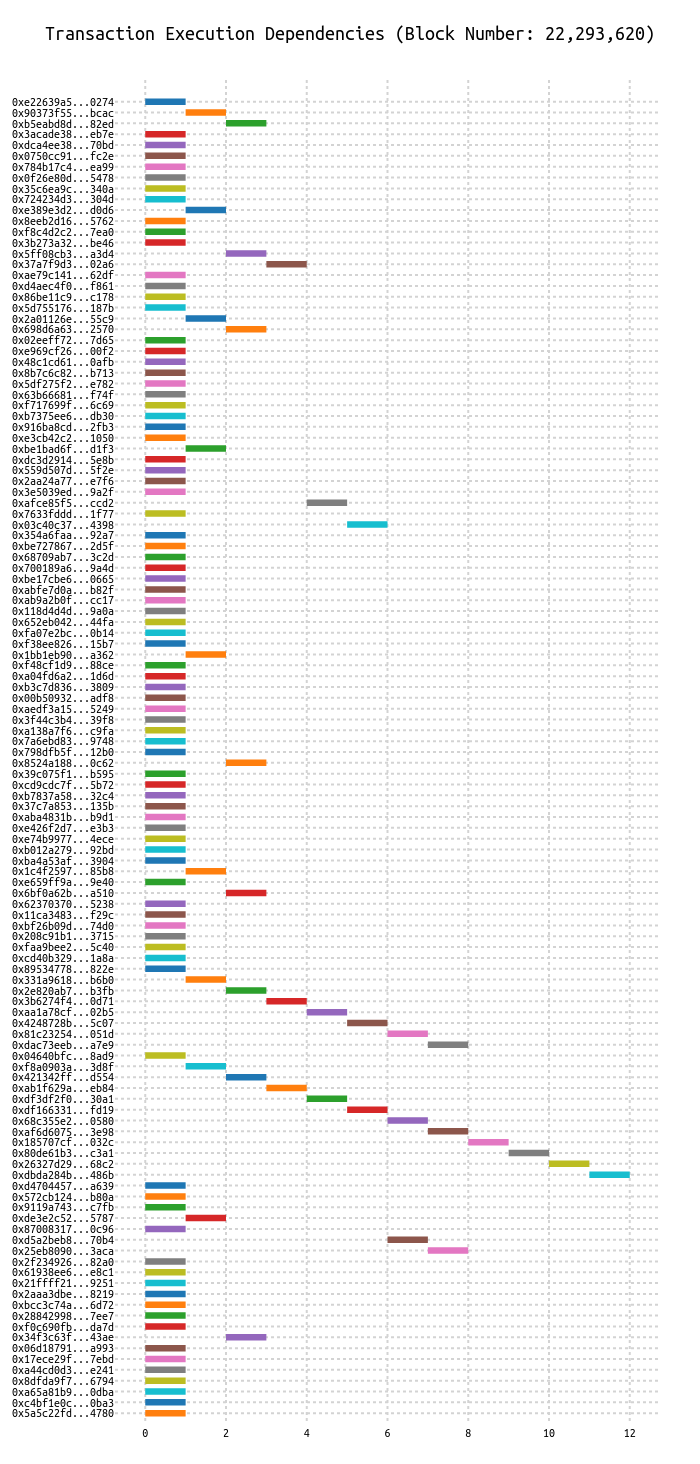 Transaction Execution Dependencies (Block Number: 22,293,620)
0xe22639a5...0274
0x90373f55...bcac
0xb5eabd8d...82ed
0x3acade38...eb7e
0xdca4ee38...70bd
0x0750cc91...fc2e
0x784b17c4...ea99
0x0f26e80d...5478
0x35c6ea9c...340a
0x724234d3...304d
0xe389e3d2...d0d6
0x8eeb2d16...5762
0xf8c4d2c2...7ea0
0x3b273a32...be46
0x5ff08cb3...a3d4
0x37a7f9d3...02a6
0xae79c141...62df
0xd4aec4f0...f861
0x86be11c9...c178
0x5d755176...187b
0x2a01126e...55c9
0x698d6a63...2570
0x02eeff72...7d65
0xe969cf26...00f2
0x48c1cd61...0afb
0x8b7c6c82...b713
0x5df275f2...e782
0x63b66681...f74f
0xf717699f...6c69
0xb7375ee6...db30
0x916ba8cd...2fb3
0xe3cb42c2...1050
0xbe1bad6f...d1f3
0xdc3d2914...5e8b
0x559d507d...5f2e
0x2aa24a77...e7f6
0x3e5039ed...9a2f
0xafce85f5...ccd2
0x7633fddd...1f77
0x03c40c37...4398
0x354a6faa...92a7
0xbe727867...2d5f
0x68709ab7...3c2d
0x700189a6...9a4d
0xbe17cbe6...0665
0xabfe7d0a...b82f
0xab9a2b0f...cc17
0x118d4d4d...9a0a
0x652eb042...44fa
0xfa07e2bc...0b14
0xf38ee826...15b7
0x1bb1eb90...a362
0xf48cf1d9...88ce
0xa04fd6a2...1d6d
0xb3c7d836...3809
0x00b50932...adf8
0xaedf3a15...5249
0x3f44c3b4...39f8
0xa138a7f6...c9fa
0x7a6ebd83...9748
0x798dfb5f...12b0
0x8524a188...0c62
0x39c075f1...b595
0xcd9cdc7f...5b72
0xb7837a58...32c4
0x37c7a853...135b
0xaba4831b...b9d1
0xe426f2d7...e3b3
0xe74b9977...4ece
0xb012a279...92bd
0xba4a53af...3904
0x1c4f2597...85b8
0xe659ff9a...9e40
0x6bf0a62b...a510
0x62370370...5238
0x11ca3483...f29c
0xbf26b09d...74d0
0x208c91b1...3715
0xfaa9bee2...5c40
0xcd40b329...1a8a
0x89534778...822e
0x331a9618...b6b0
0x2e820ab7...b3fb
0x3b6274f4...0d71
0xaa1a78cf...02b5
0x4248728b...5c07
0x81c23254...051d
0xdac73eeb...a7e9
0x04640bfc...8ad9
0xf8a0903a...3d8f
0x421342ff...d554
0xab1f629a...eb84
0xdf3df2f0...30a1
0xdf166331...fd19
0x68c355e2...0580
0xaf6d6075...3e98
0x185707cf...032c
0x80de61b3...c3a1
0x26327d29...68c2
0xdbda284b...486b
0xd4704457...a639
0x572cb124...b80a
0x9119a743...c7fb
0xde3e2c52...5787
0x87008317...0c96
0xd5a2beb8...70b4
0x25eb8090...3aca
0x2f234926...82a0
0x61938ee6...e8c1
0x21ffff21...9251
0x2aaa3dbe...8219
0xbcc3c74a...6d72
0x28842998...7ee7
0xf0c690fb...da7d
0x34f3c63f...43ae
0x06d18791...a993
0x17ece29f...7ebd
0xa44cd0d3...e241
0x8dfda9f7...6794
0xa65a81b9...0dba
0xc4bf1e0c...0ba3
0x5a5c22fd...4780
0 2 4 6 8 10 12